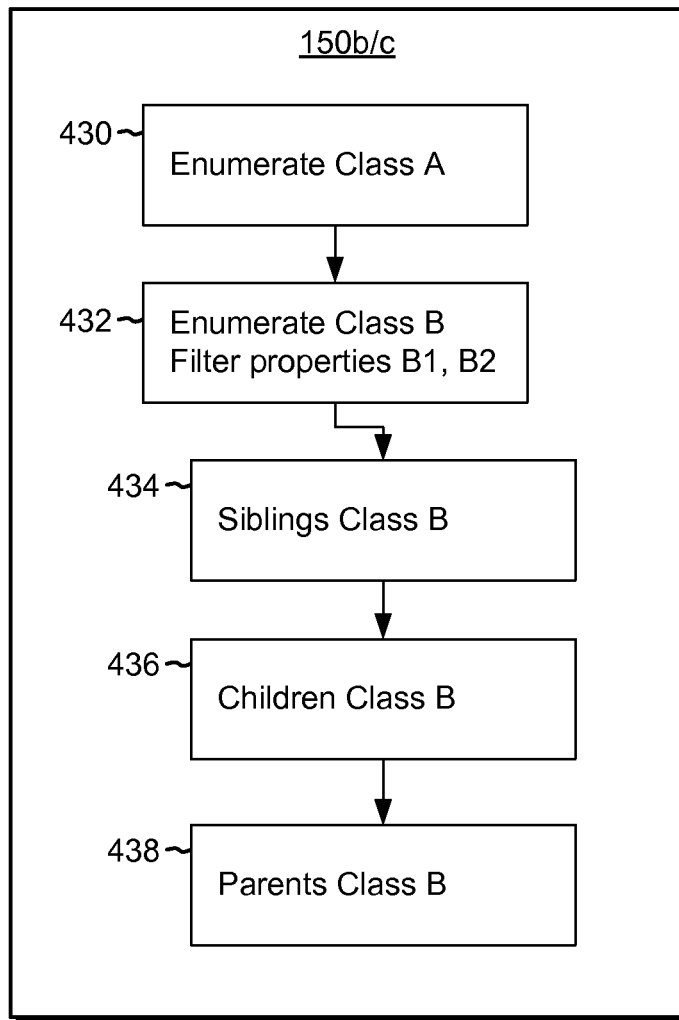 150b/c
430
Enumerate Class A
432
Enumerate Class B
Filter properties B1, B2
434
Siblings Class B
436
Children Class B
438
Parents Class B